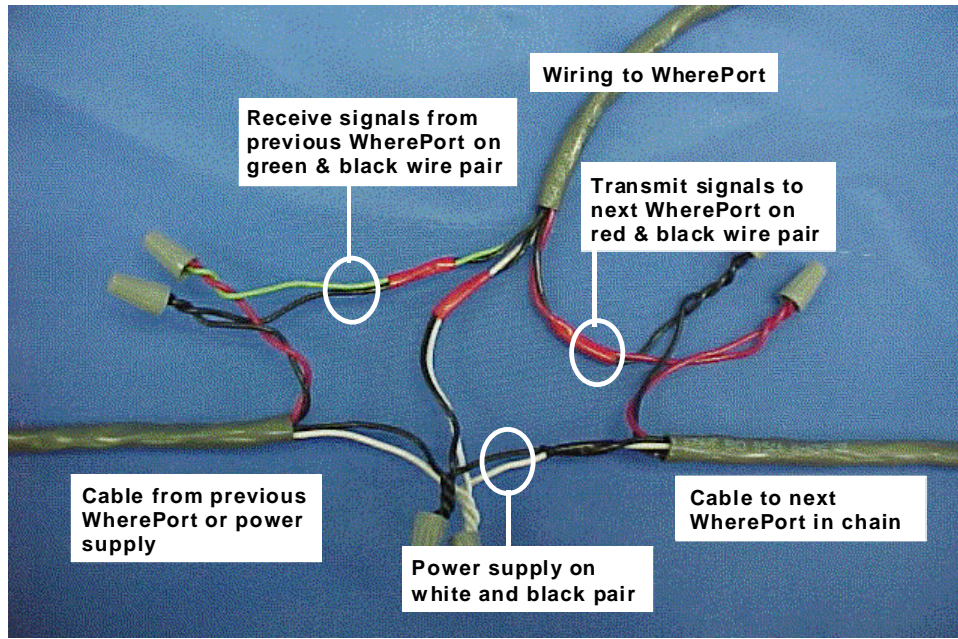 Wiring to WherePort
Receive signals from
previous WherePort on
green & black wire pair
Transmit signals to
next WherePort on
red & black wire pair
Cable from previous
WherePort or power
supply
Cable to next
WherePort in chain
Power supply on
white and black pair